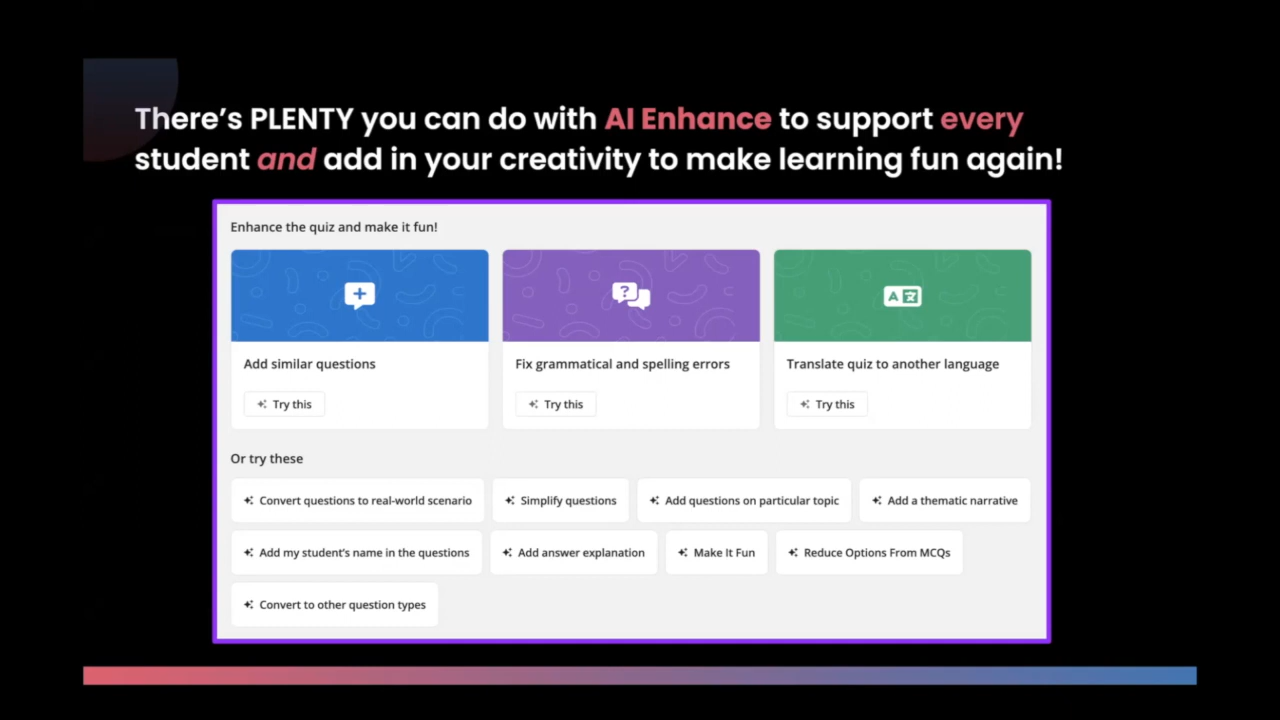 There's PLENTY you can do with AI Enhance to support every
student and add in your creativity to make learning fun again!
Enhance the quiz and make it fun!
Add similar questions
Fix grammatical and spelling errors
Translate quiz to another language
Try this
Try this
Try this
Or try these
Convert questions to real-world scenario
Simplify questions
Add questions on particular topic
Add a thematic narrative
Add my student's name in the questions
Add answer explanation
Make It Fun
Reduce Options From MCQs
Convert to other question types